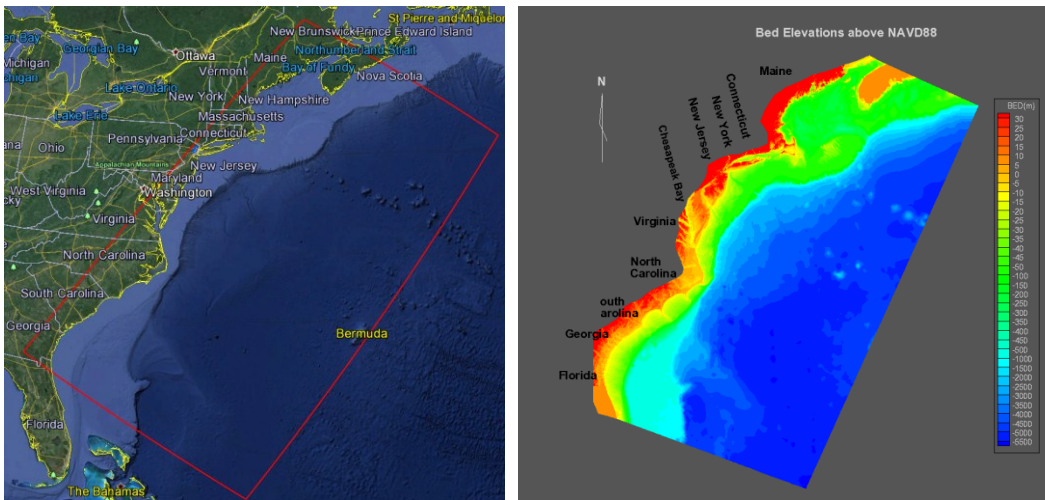 St Pierre and Miquelon
New Brunswick
Prince Edward Island
Georgian Bay
Ottawa
Northumberland Strait
Maine
Michigan
Bay of Fundy
Vermont
Nova Scotia
Lake Ontario
New York
New Hampshire
Lake Erie
Massachusetts
Pennsylvania
Connecticut
Ohio
New Jersey
Appalachian Mountains
Maryland
West Virginia
Washington
Virginia
North Carolina
South Carolina
Georgia
Bermuda
Florida
The Bahamas
Bed Elevations above NAVD88
N
Maine
Connecticut
New York
New Jersey
Chesapeak Bay
Virginia
North
Carolina
outh
arolina
Georgia
Florida
BED(m)
30
20
15
10
5
0
-5
-10
-15
-20
-25
-30
-35
-40
-45
-50
-100
-150
-200
-250
-300
-350
-400
-450
-500
-1000
-1500
-2000
-2500
-3000
-3500
-4000
-4500
-5000
-5500